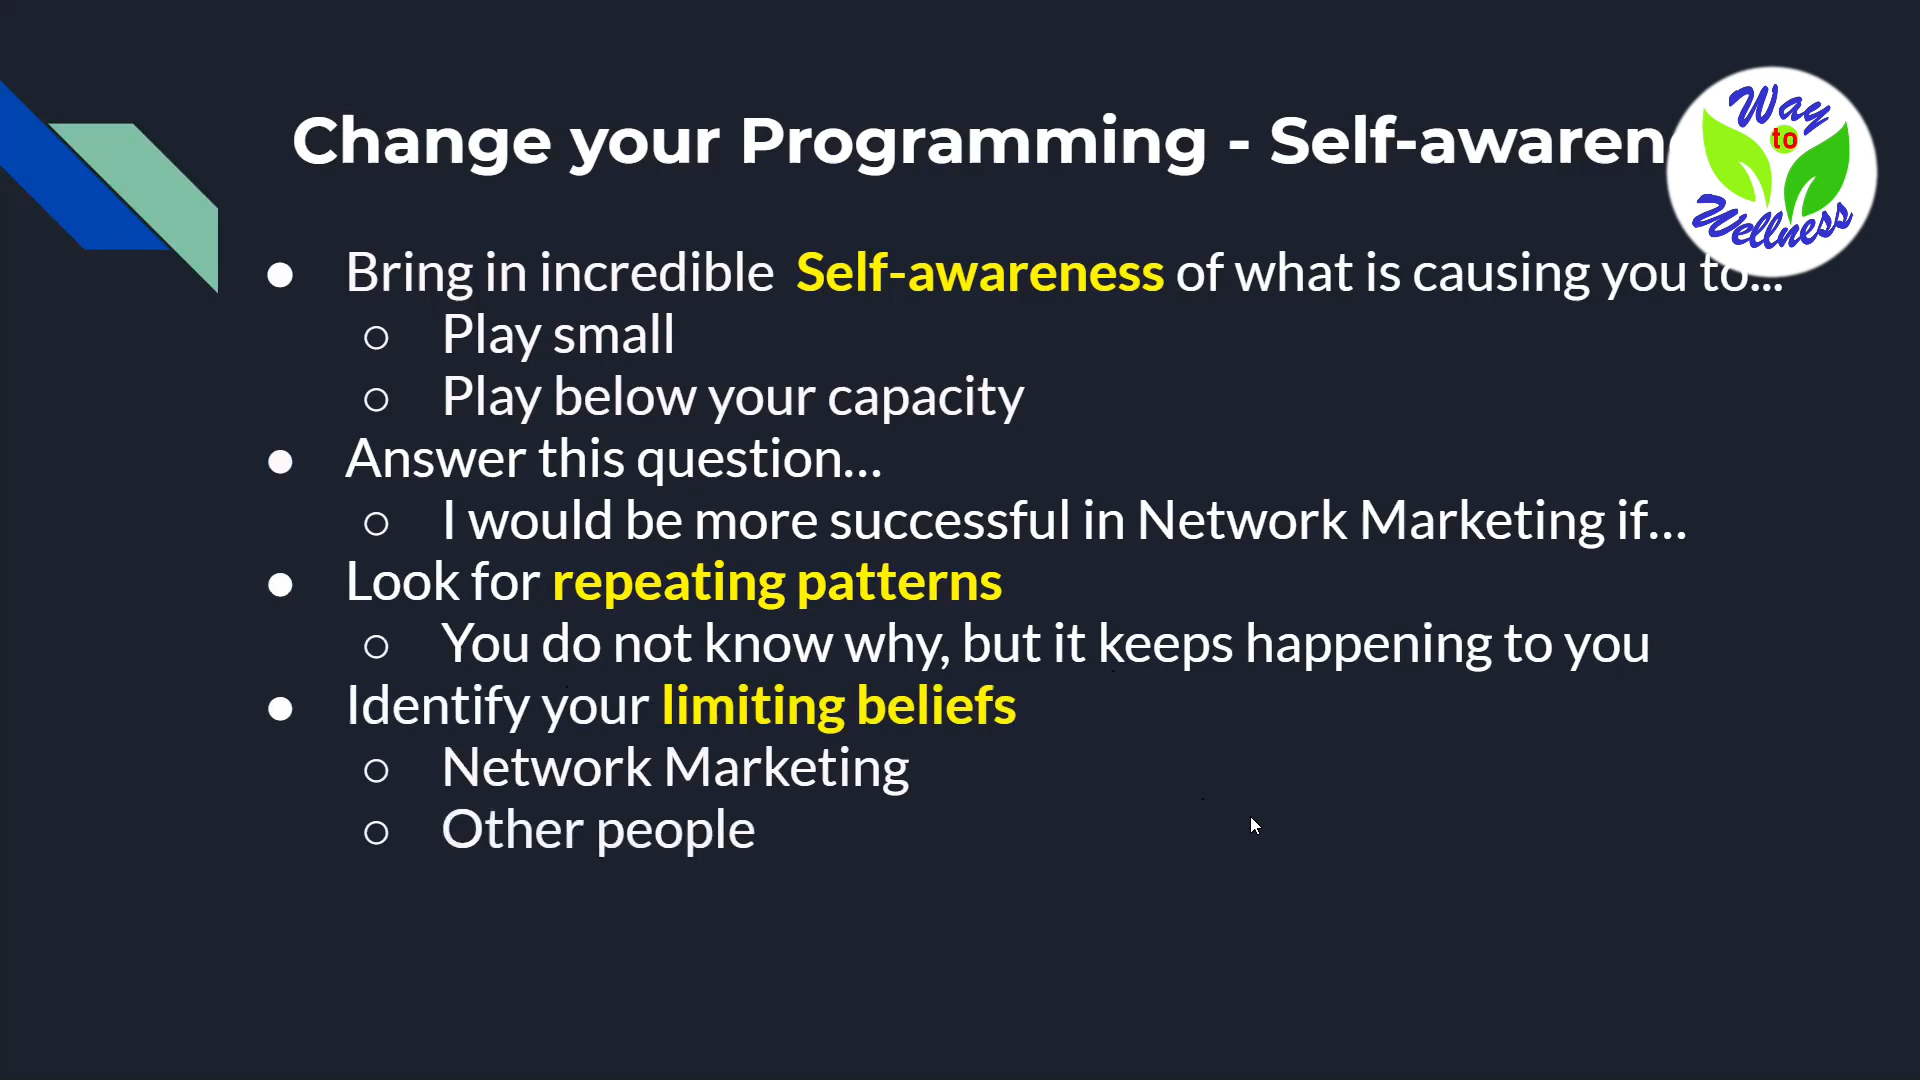 Change your Programming - Self-awaren
Way
to
Wellness
● Bring in incredible Self-awareness of what is causing you to...
○ Play small
○ Play below your capacity
● Answer this question...
○ I would be more successful in Network Marketing if...
● Look for repeating patterns
○ You do not know why, but it keeps happening to you
● Identify your limiting beliefs
○ Network Marketing
○ Other people